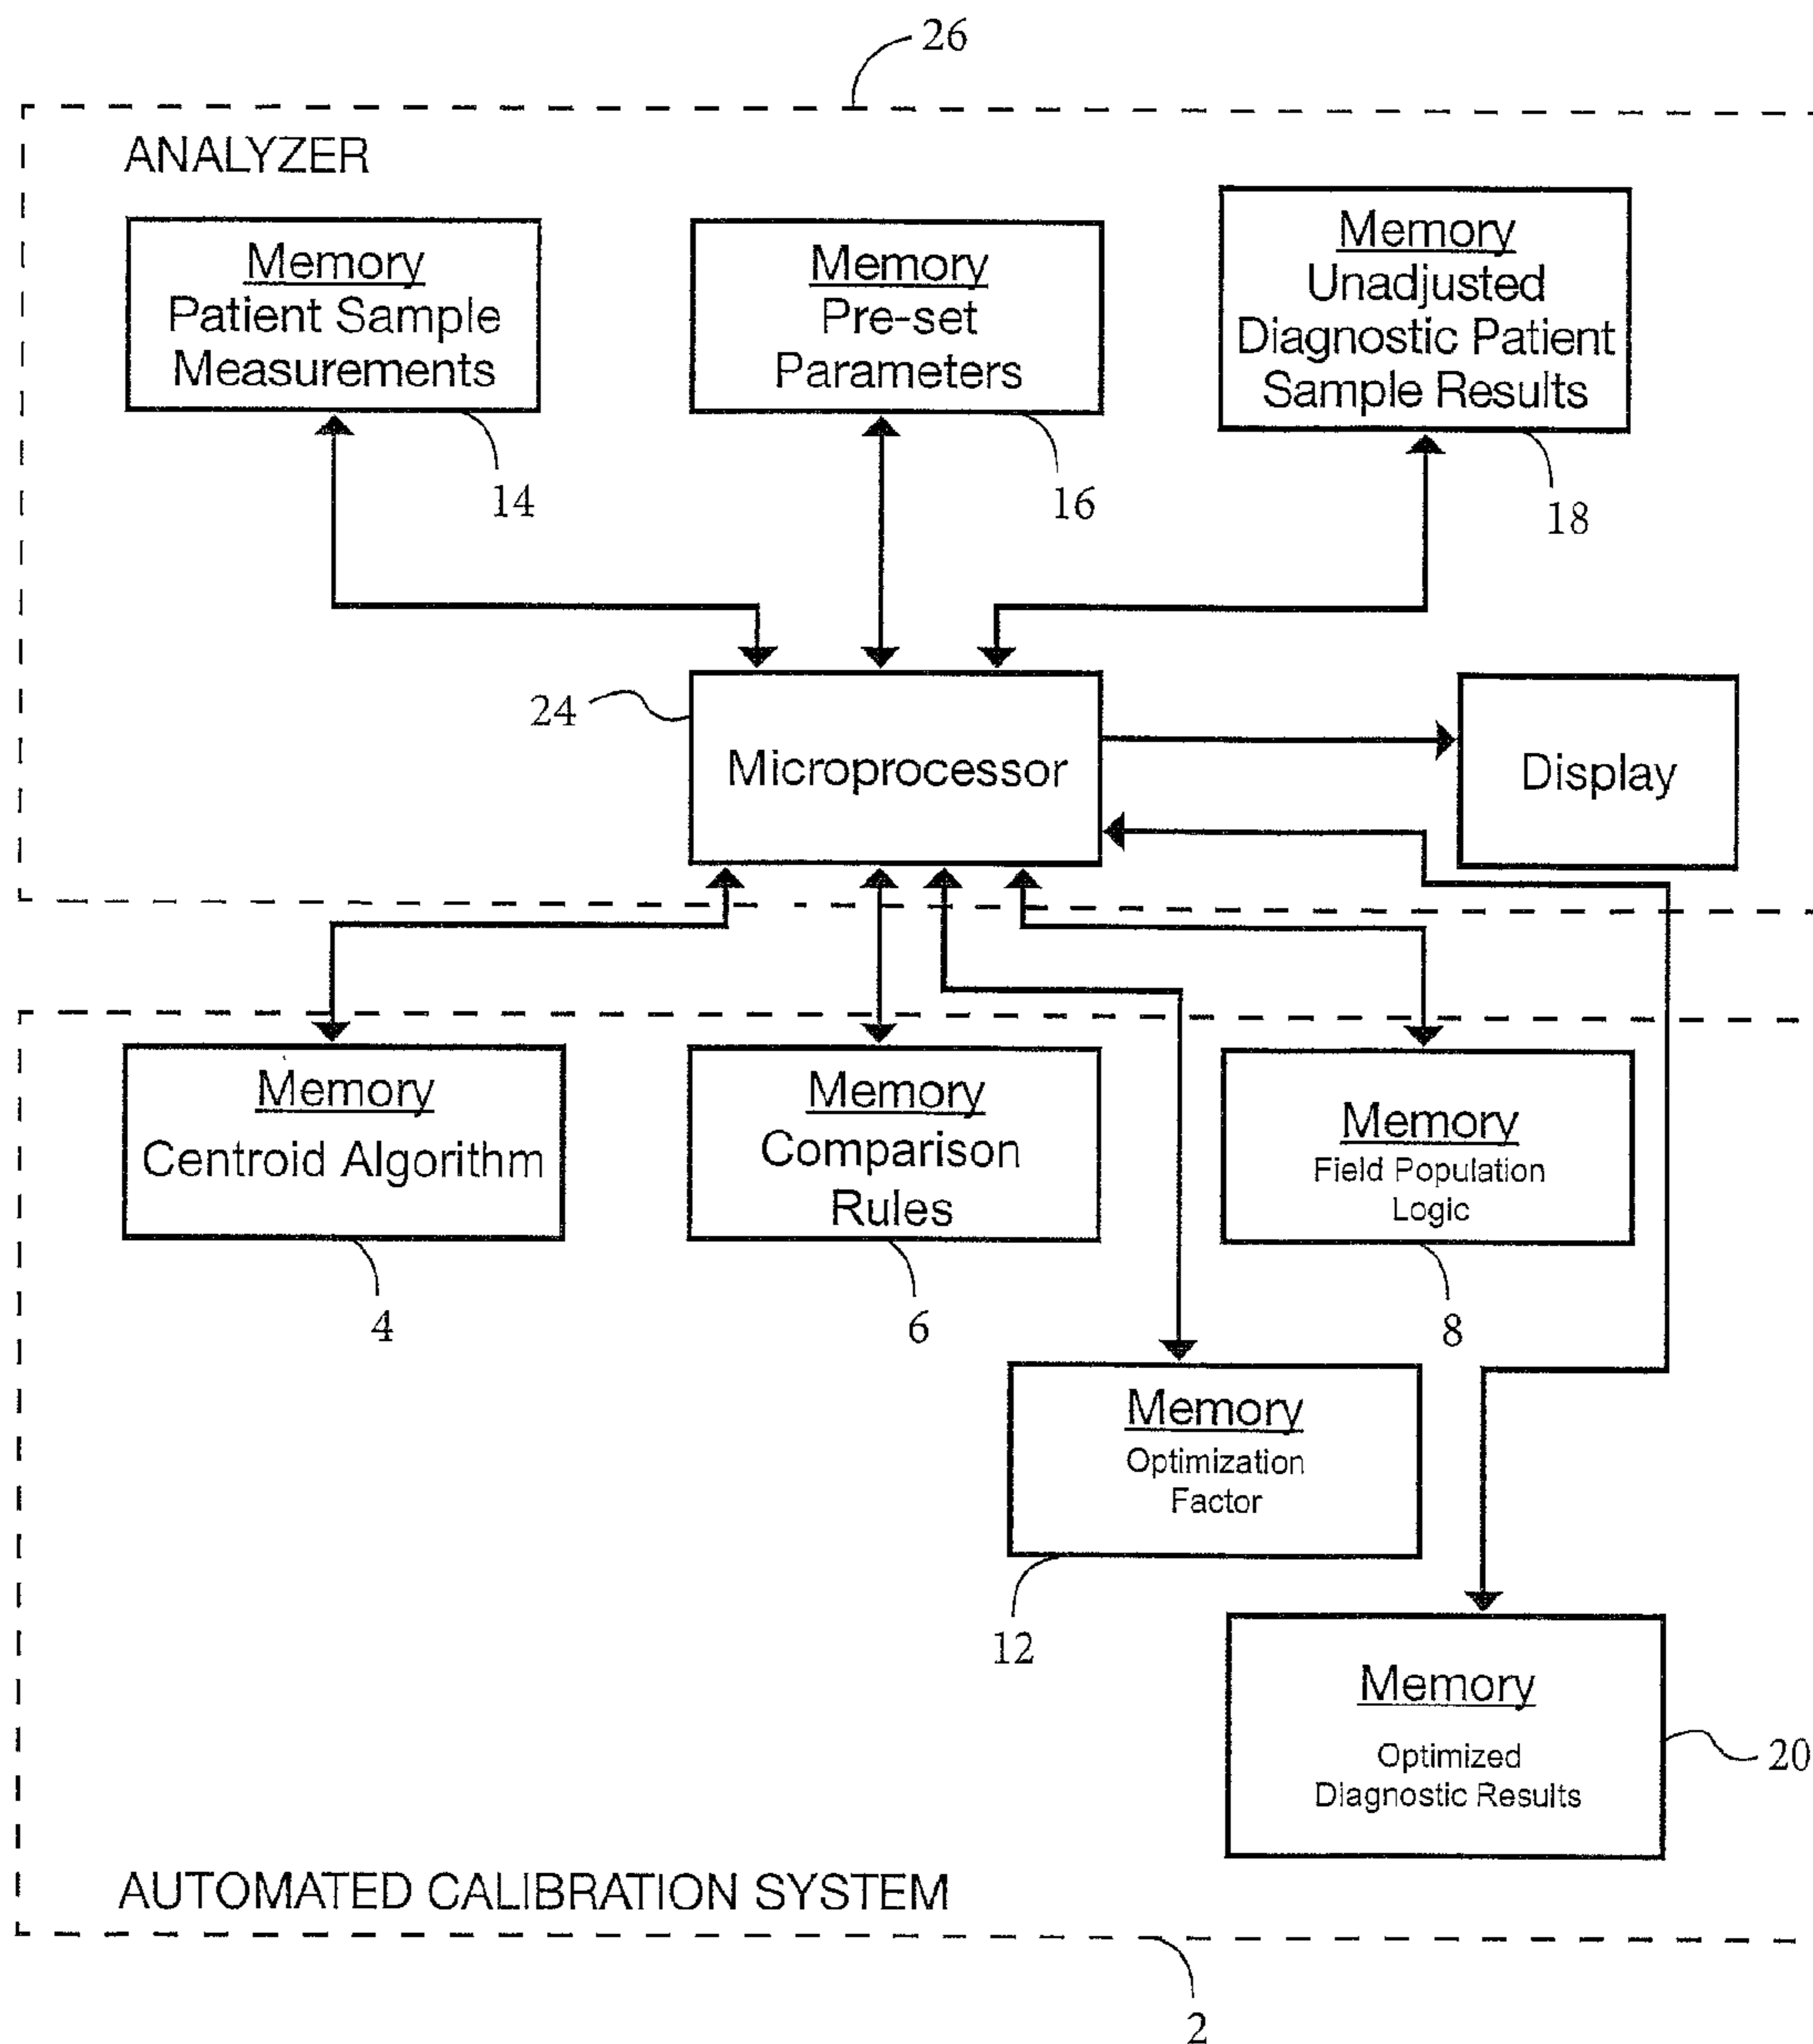 26
ANALYZER
Memory
Patient Sample
Measurements
14
Memory
Pre-set
Parameters
16
Memory
Unadjusted
Diagnostic Patient
Sample Results
18
24
Microprocessor
Display
Memory
Centroid Algorithm
4
Memory
Comparison
Rules
6
Memory
Field Population
Logic
8
Memory
Optimization
Factor
12
Memory
Optimized
Diagnostic Results
20
AUTOMATED CALIBRATION SYSTEM
2